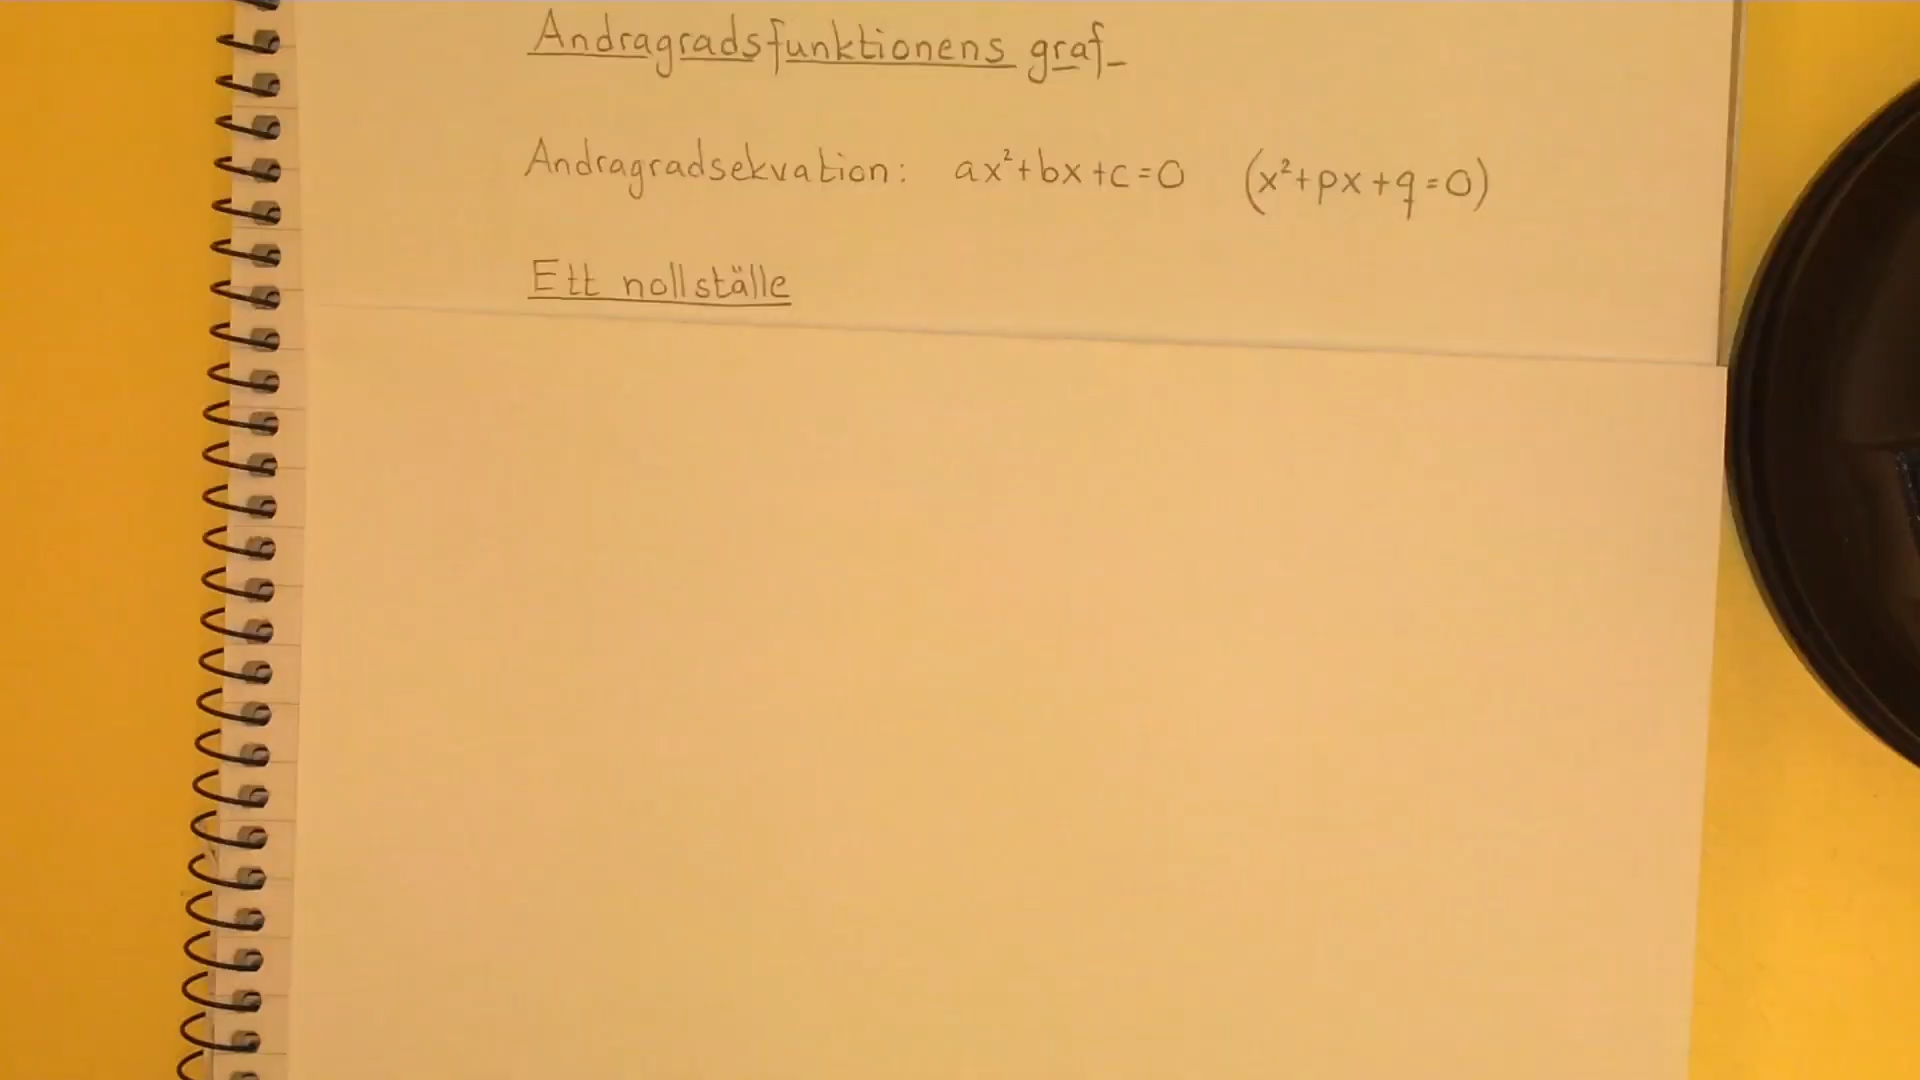 Andragradsfunktionens graf
Andragradsekvation: ax²+bx+c=0 (x²+px+q=0)
Ett nollställe